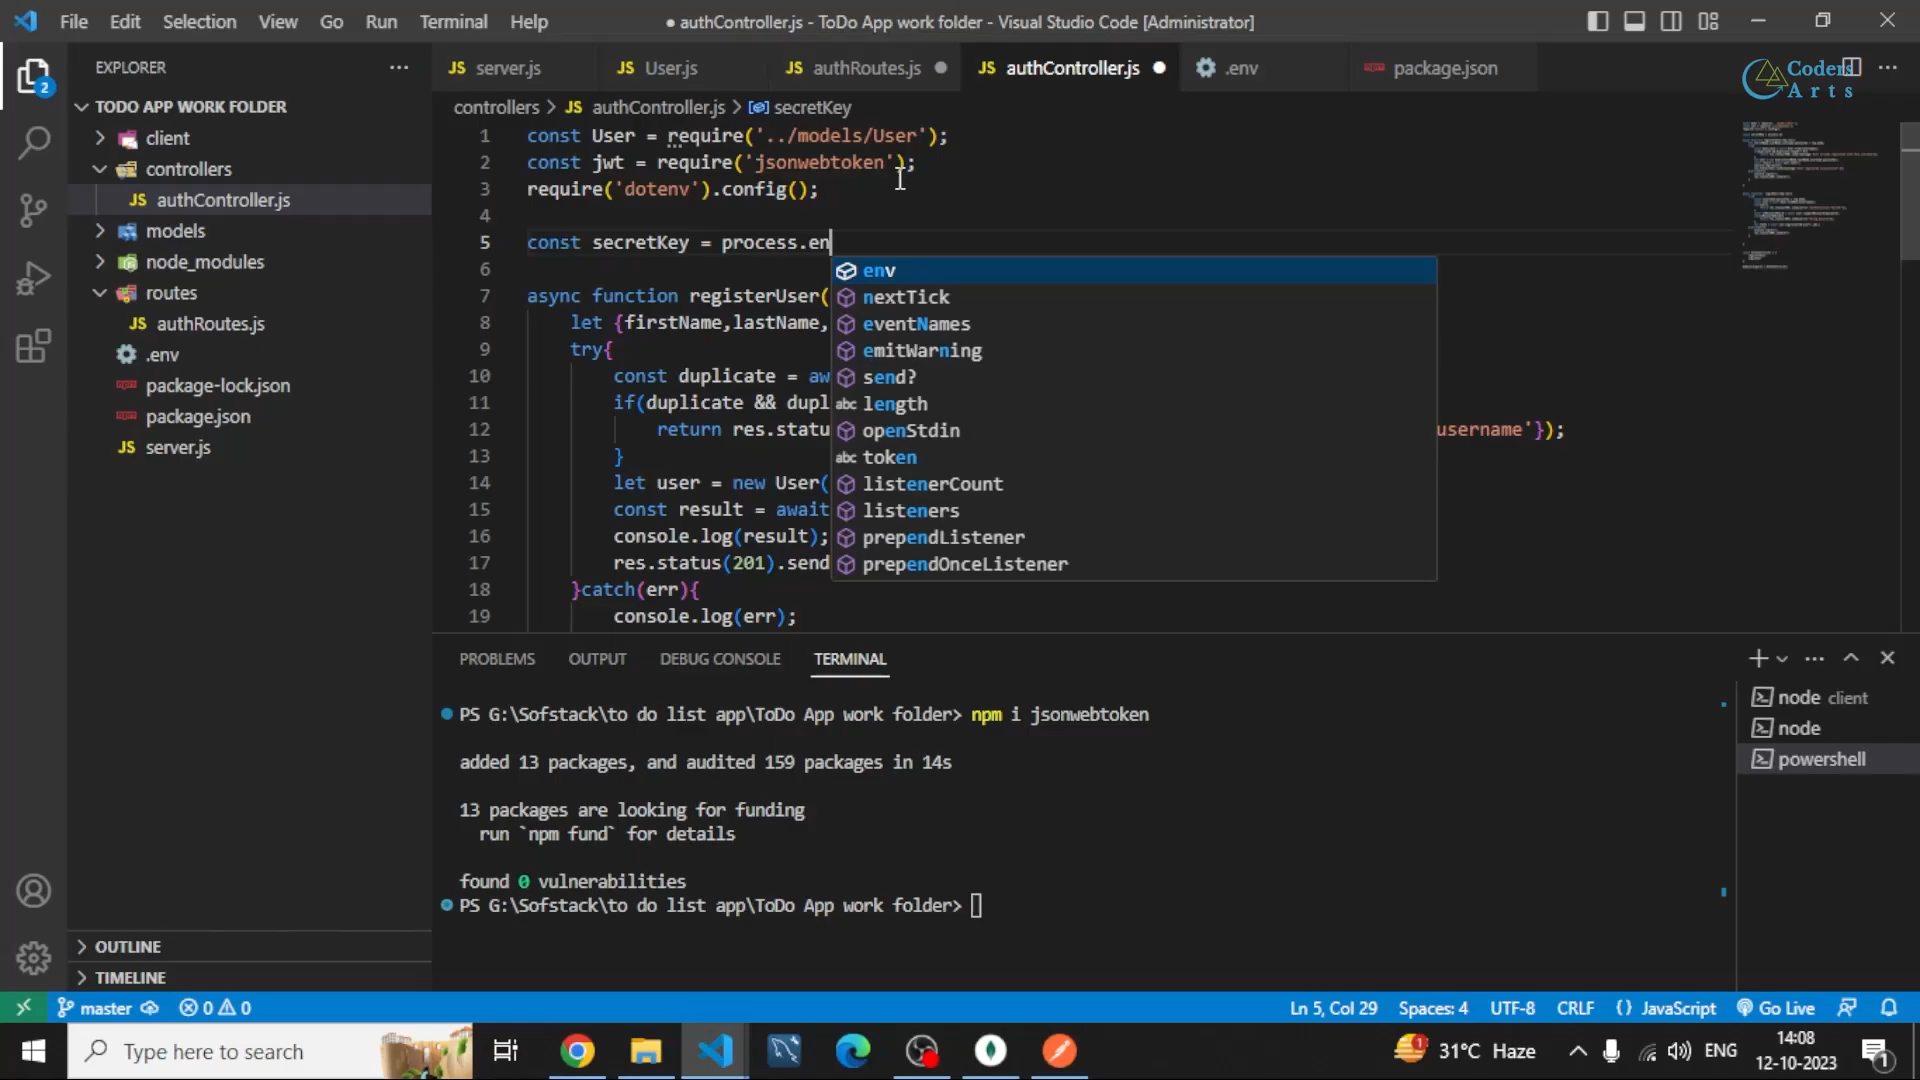 File Edit Selection View Go Run Terminal Help
● authController.js - ToDo App work folder - Visual Studio Code [Administrator]
EXPLORER
server.js
User.js
authRoutes.js
authController.js
.env
package.json
Coders
Arts
TODO APP WORK FOLDER
client
controllers
authController.js
models
node_modules
routes
authRoutes.js
.env
package-lock.json
package.json
server.js
OUTLINE
TIMELINE
controllers > JS authController.js > secretKey
1 const User = require('../models/User');
2 const jwt = require('jsonwebtoken');
3 require('dotenv').config();
4
5 const secretKey = process.en
6
7 async function registerUser(
8 let {firstName,lastName,
9 try{
10 const duplicate = aw
11 if(duplicate && dupl
12 return res.statu username'});
13 }
14 let user = new User(
15 const result = await
16 console.log(result);
17 res.status(201).send
18 }catch(err){
19 console.log(err);
env
nextTick
eventNames
emitWarning
send?
abc length
openStdin
abc token
listenerCount
listeners
prependListener
prependOnceListener
PROBLEMS OUTPUT DEBUG CONSOLE TERMINAL
PS G:\Sofstack\to do list app\ToDo App work folder> npm i jsonwebtoken
added 13 packages, and audited 159 packages in 14s
13 packages are looking for funding
run `npm fund` for details
found 0 vulnerabilities
PS G:\Sofstack\to do list app\ToDo App work folder>
node client
node
powershell
master 0 0
Ln 5, Col 29 Spaces: 4 UTF-8 CRLF {} JavaScript Go Live
Type here to search
31°C Haze
ENG
14:08
12-10-2023